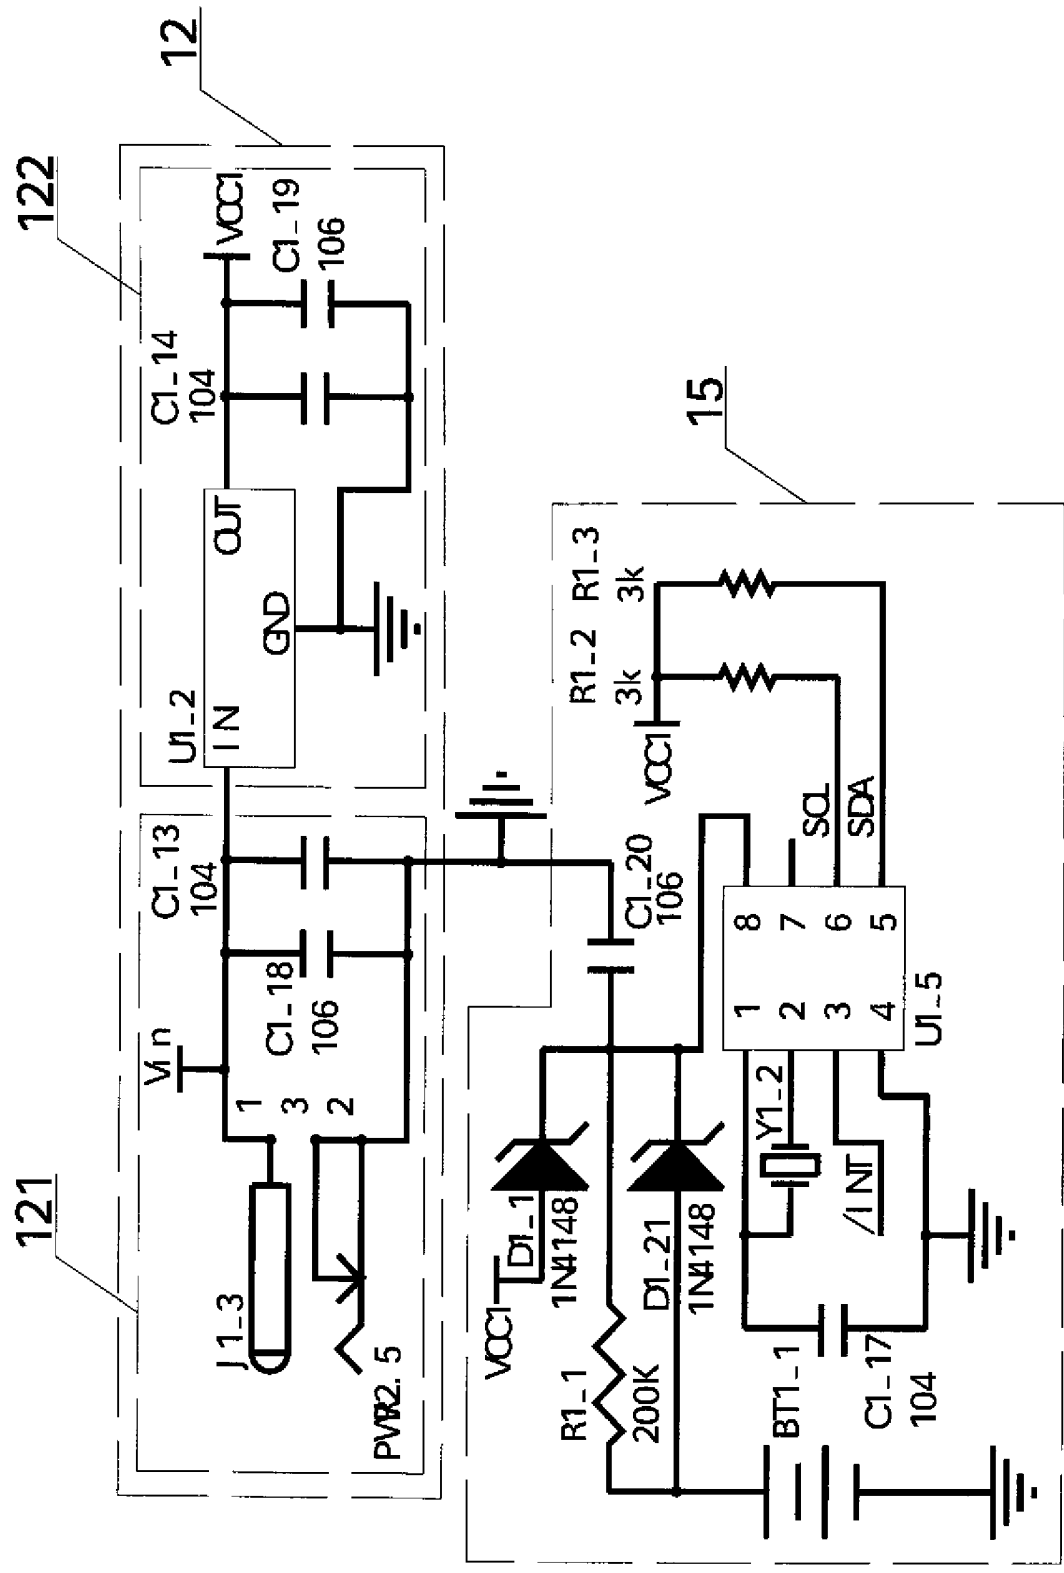 12
122
VCC1
C1_19
106
C1_14
104
OUT
GND
U1_2
IN
C1_13
104
C1_18
106
Vin
1
3
2
121
J1_3
PWR2.5
15
R1_3
3k
R1_2
3k
VCC1
SCL
SDA
C1_20
106
8
7
6
5
1
2
3
4
U1_5
Y1_2
/INT
D1_1
1N4148
VCC1
D1_21
1N4148
R1_1
200K
BT1_1
C1_17
104